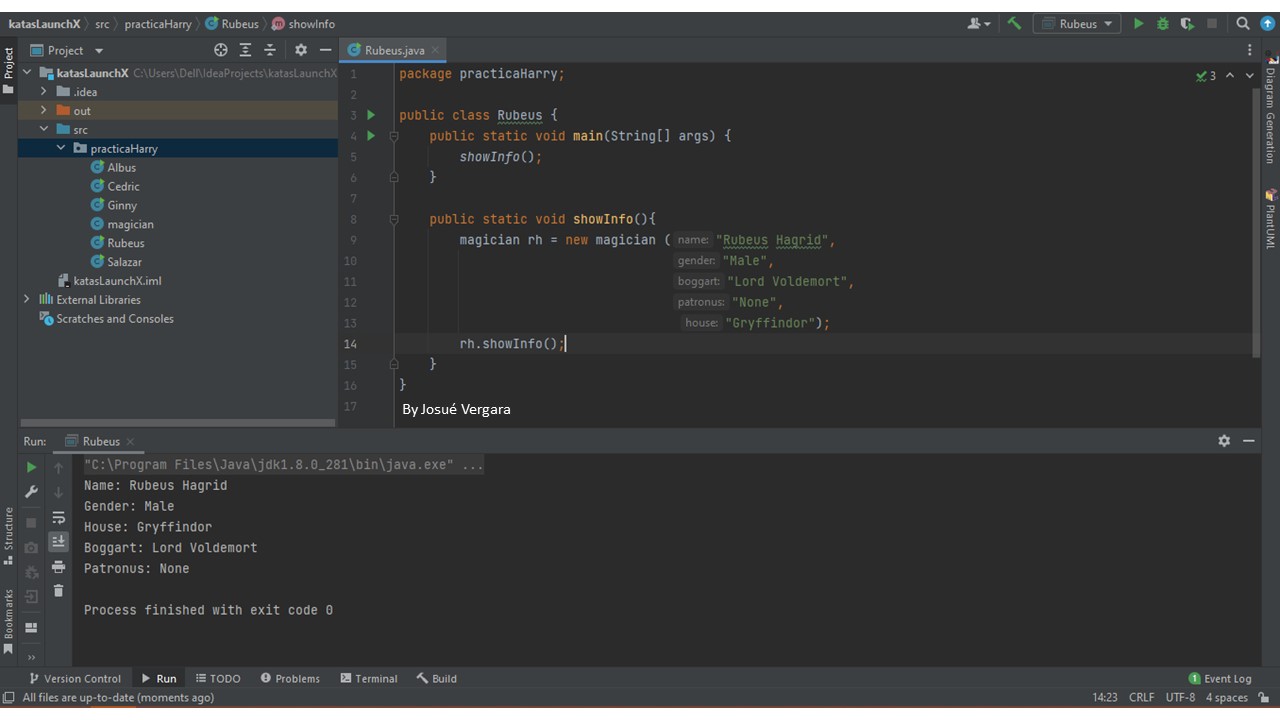 katasLaunchX src practicaHarry Rubeus showInfo Rubeus
Project Rubeus.java
Project
katasLaunchX C:\Users\Dell\IdeaProjects\katasLaunchX
.idea
out
src
practicaHarry
Albus
Cedric
Ginny
magician
Rubeus
Salazar
katasLaunchX.iml
External Libraries
Scratches and Consoles
3
1 package practicaHarry;
2
3 public class Rubeus {
4 public static void main(String[] args) {
5 showInfo();
6 }
7
8 public static void showInfo(){
9 magician rh = new magician ( name: "Rubeus Hagrid",
10 gender: "Male",
11 boggart: "Lord Voldemort",
12 patronus: "None",
13 house: "Gryffindor");
14 rh.showInfo();
15 }
16 }
17 By Josué Vergara
Diagram Generation
PlantUML
Run: Rubeus
"C:\Program Files\Java\jdk1.8.0_281\bin\java.exe" ...
Name: Rubeus Hagrid
Gender: Male
House: Gryffindor
Boggart: Lord Voldemort
Patronus: None
Process finished with exit code 0
Structure
Bookmarks
Version Control Run TODO Problems Terminal Build 1 Event Log
All files are up-to-date (moments ago) 14:23 CRLF UTF-8 4 spaces